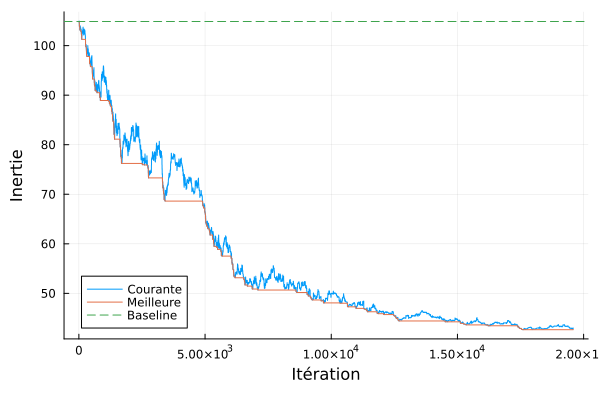 Inertie
100
90
80
70
60
50
Courante
Meilleure
Baseline
0
5.00×10³
1.00×10⁴
1.50×10⁴
2.00×1
Itération